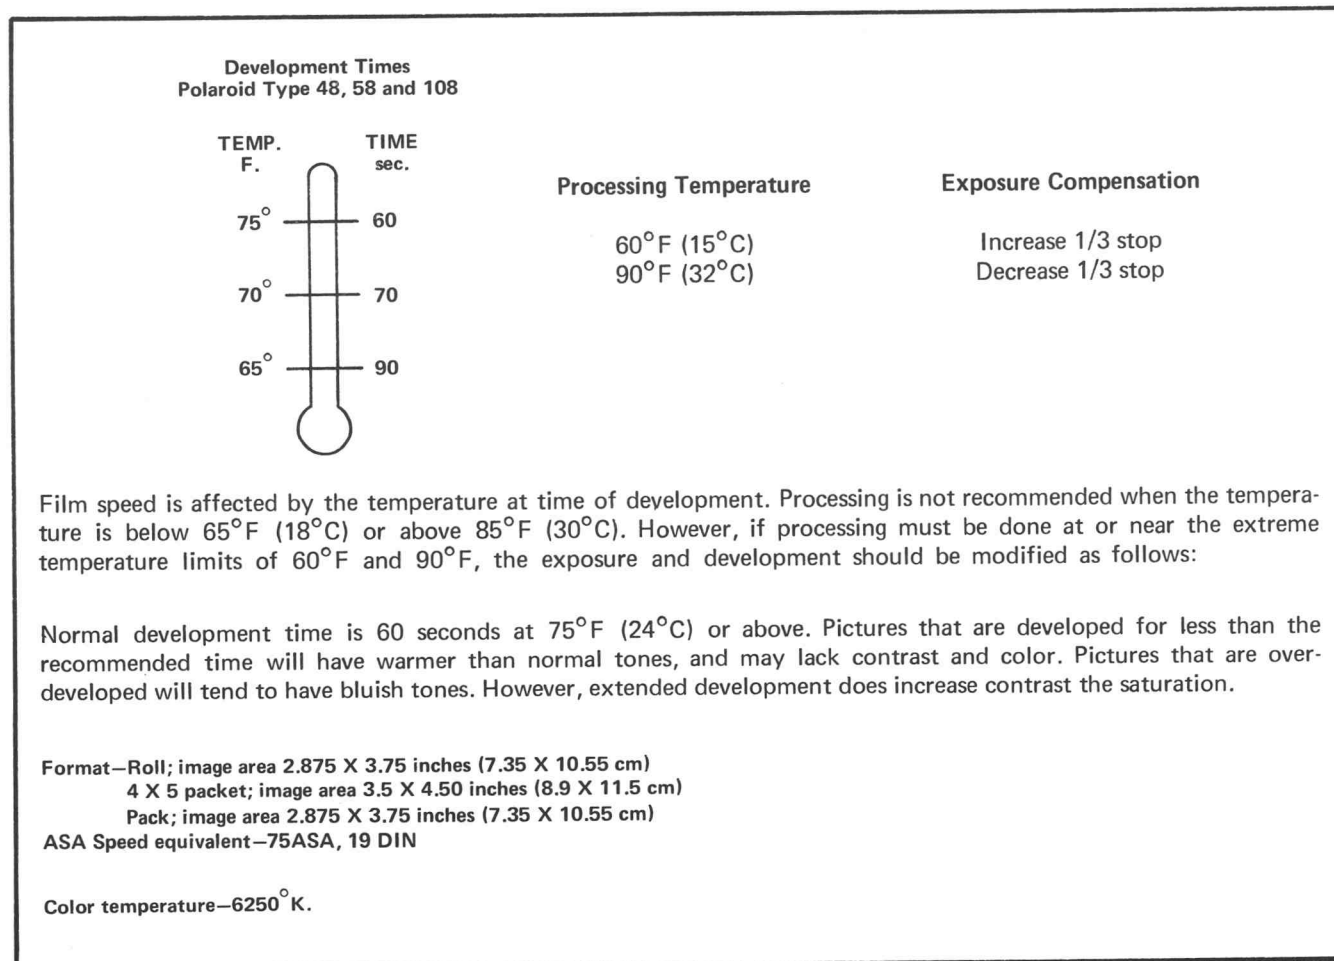 Development Times
Polaroid Type 48, 58 and 108
TEMP. TIME
F. sec.
75° 60
70° 70
65° 90
Processing Temperature Exposure Compensation
60°F (15°C) Increase 1/3 stop
90°F (32°C) Decrease 1/3 stop
Film speed is affected by the temperature at time of development. Processing is not recommended when the tempera-
ture is below 65°F (18°C) or above 85°F (30°C). However, if processing must be done at or near the extreme
temperature limits of 60°F and 90°F, the exposure and development should be modified as follows:
Normal development time is 60 seconds at 75°F (24°C) or above. Pictures that are developed for less than the
recommended time will have warmer than normal tones, and may lack contrast and color. Pictures that are over-
developed will tend to have bluish tones. However, extended development does increase contrast the saturation.
Format—Roll; image area 2.875 X 3.75 inches (7.35 X 10.55 cm)
4 X 5 packet; image area 3.5 X 4.50 inches (8.9 X 11.5 cm)
Pack; image area 2.875 X 3.75 inches (7.35 X 10.55 cm)
ASA Speed equivalent—75ASA, 19 DIN
Color temperature—6250°K.